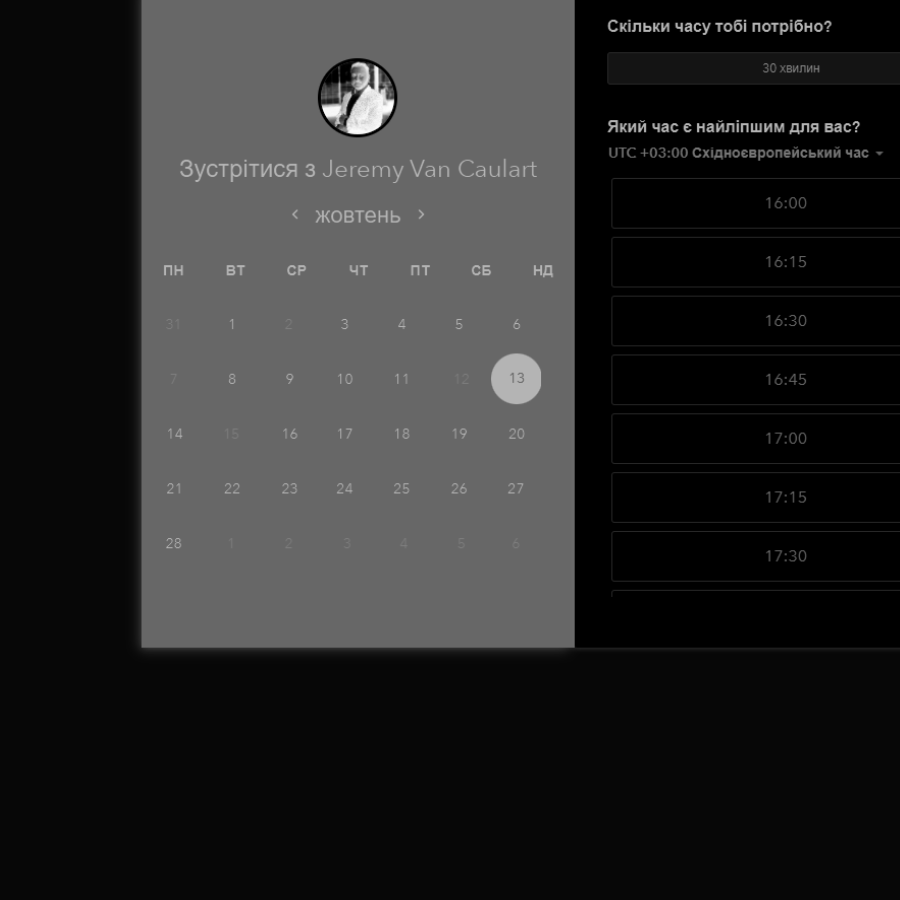 Зустрітися з Jeremy Van Caulart
жовтень
ПН ВТ СР ЧТ ПТ СБ НД
31 1 2 3 4 5 6
7 8 9 10 11 12 13
14 15 16 17 18 19 20
21 22 23 24 25 26 27
28 1 2 3 4 5 6
Скільки часу тобі потрібно?
30 хвилин
Який час є найліпшим для вас?
UTC +03:00 Східноєвропейський час
16:00
16:15
16:30
16:45
17:00
17:15
17:30